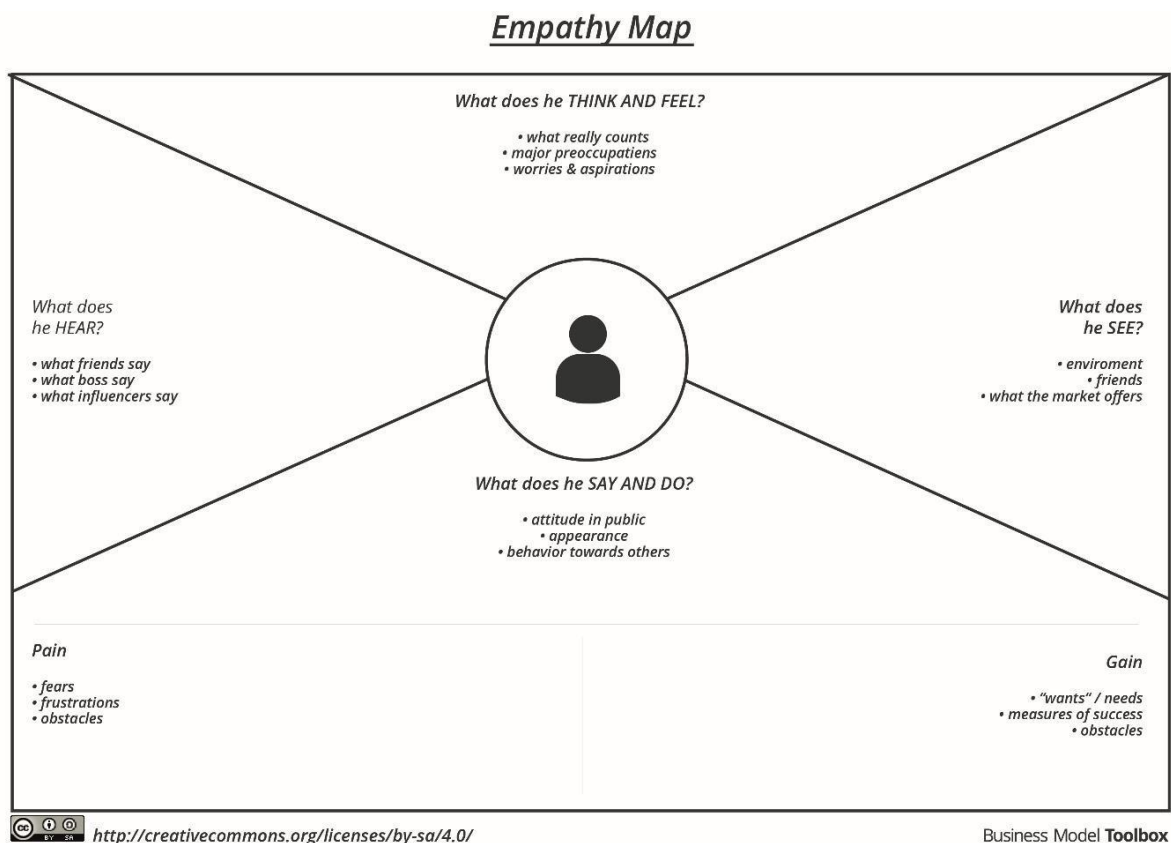 Empathy Map
What does he THINK AND FEEL?
• what really counts
• major preoccupatiens
• worries & aspirations
What does
he HEAR?
• what friends say
• what boss say
• what influencers say
What does
he SEE?
• enviroment
• friends
• what the market offers
What does he SAY AND DO?
• attitude in public
• appearance
• behavior towards others
Pain
• fears
• frustrations
• obstacles
Gain
• “wants“ / needs
• measures of success
• obstacles
cc BY SA http://creativecommons.org/licenses/by-sa/4.0/
Business Model Toolbox